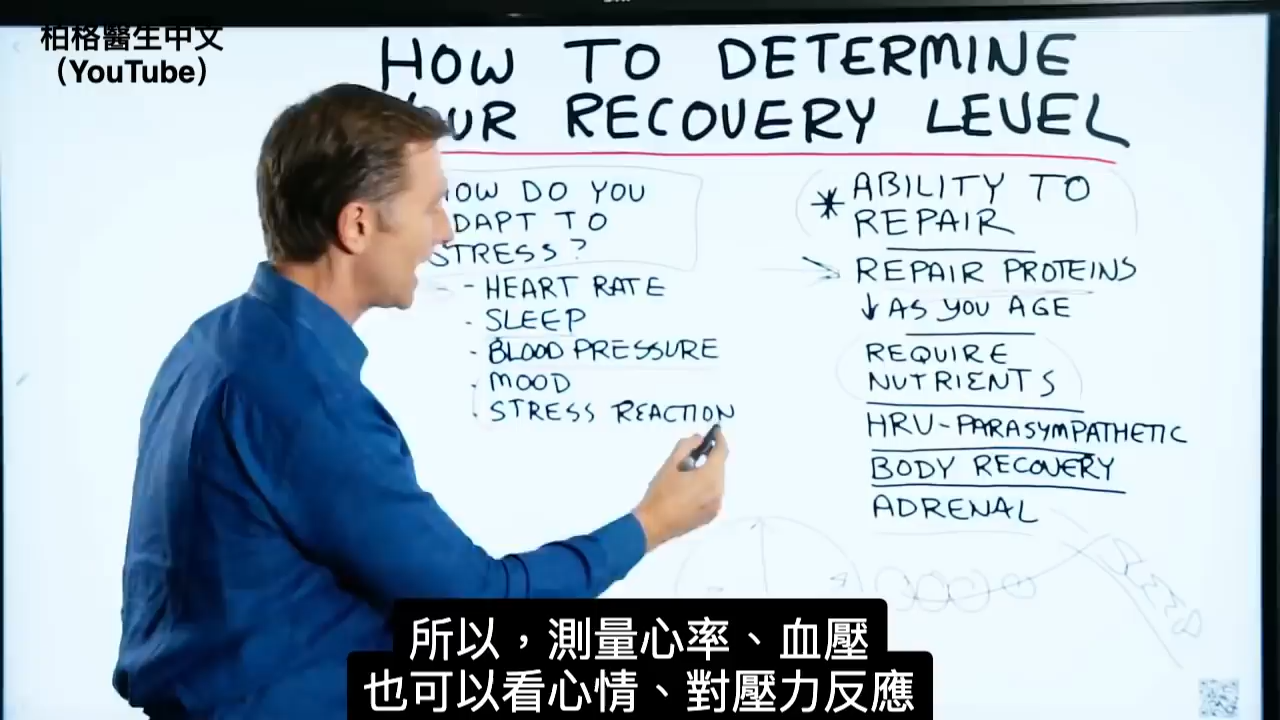 柏格醫生中文
（YouTube）
HOW TO DETERMINE
UR RECOVERY LEVEL
OW DO YOU
DAPT TO
STRESS?
- HEART RATE
- SLEEP
- BLOOD PRESSURE
- MOOD
- STRESS REACTION
* ABILITY TO
REPAIR
REPAIR PROTEINS
↓ AS YOU AGE
REQUIRE
NUTRIENTS
HRV-PARASYMPATHETIC
BODY RECOVERY
ADRENAL
所以，測量心率、血壓
也可以看心情、對壓力反應